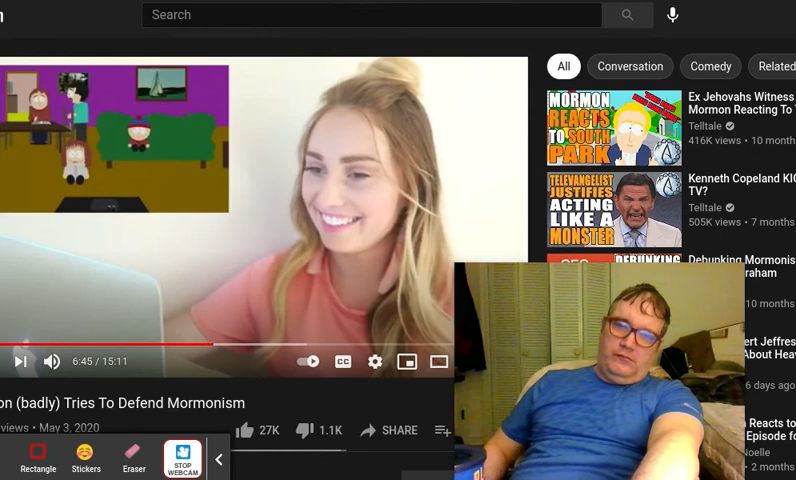 Search
All
Conversation
Comedy
Related
MORMON
REACTS
TO SOUTH
PARK
Ex Jehovahs Witness
Mormon Reacting To
Telltale
416K views • 10 month
TELEVANGELIST
JUSTIFIES
ACTING
LIKE A
MONSTER
Kenneth Copeland KIC
TV?
Telltale
505K views • 7 months
DEBUNKING
Debunking Mormonis
raham
10 months
ert Jeffres
About Heav
6 days ago
Reacts to
Episode fo
Noelle
2 months
6:45 / 15:11
CC
on (badly) Tries To Defend Mormonism
views • May 3, 2020
27K
1.1K
SHARE
Rectangle
Stickers
Eraser
STOP
WEBCAM